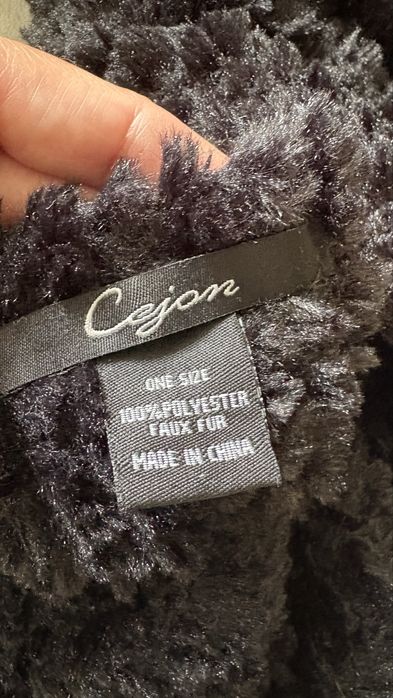 Cejon
ONE SIZE
100%POLYESTER
FAUX FUR
MADE IN CHINA